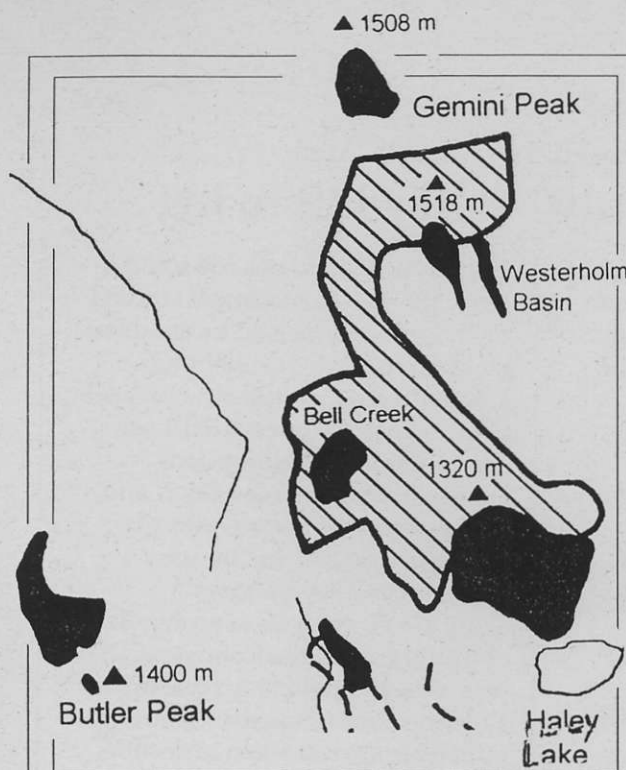 ▲ 1508 m
Gemini Peak
▲
1518 m
Westerholm
Basin
Bell Creek
1320 m
▲
▲ 1400 m
Butler Peak
Haley
Lake